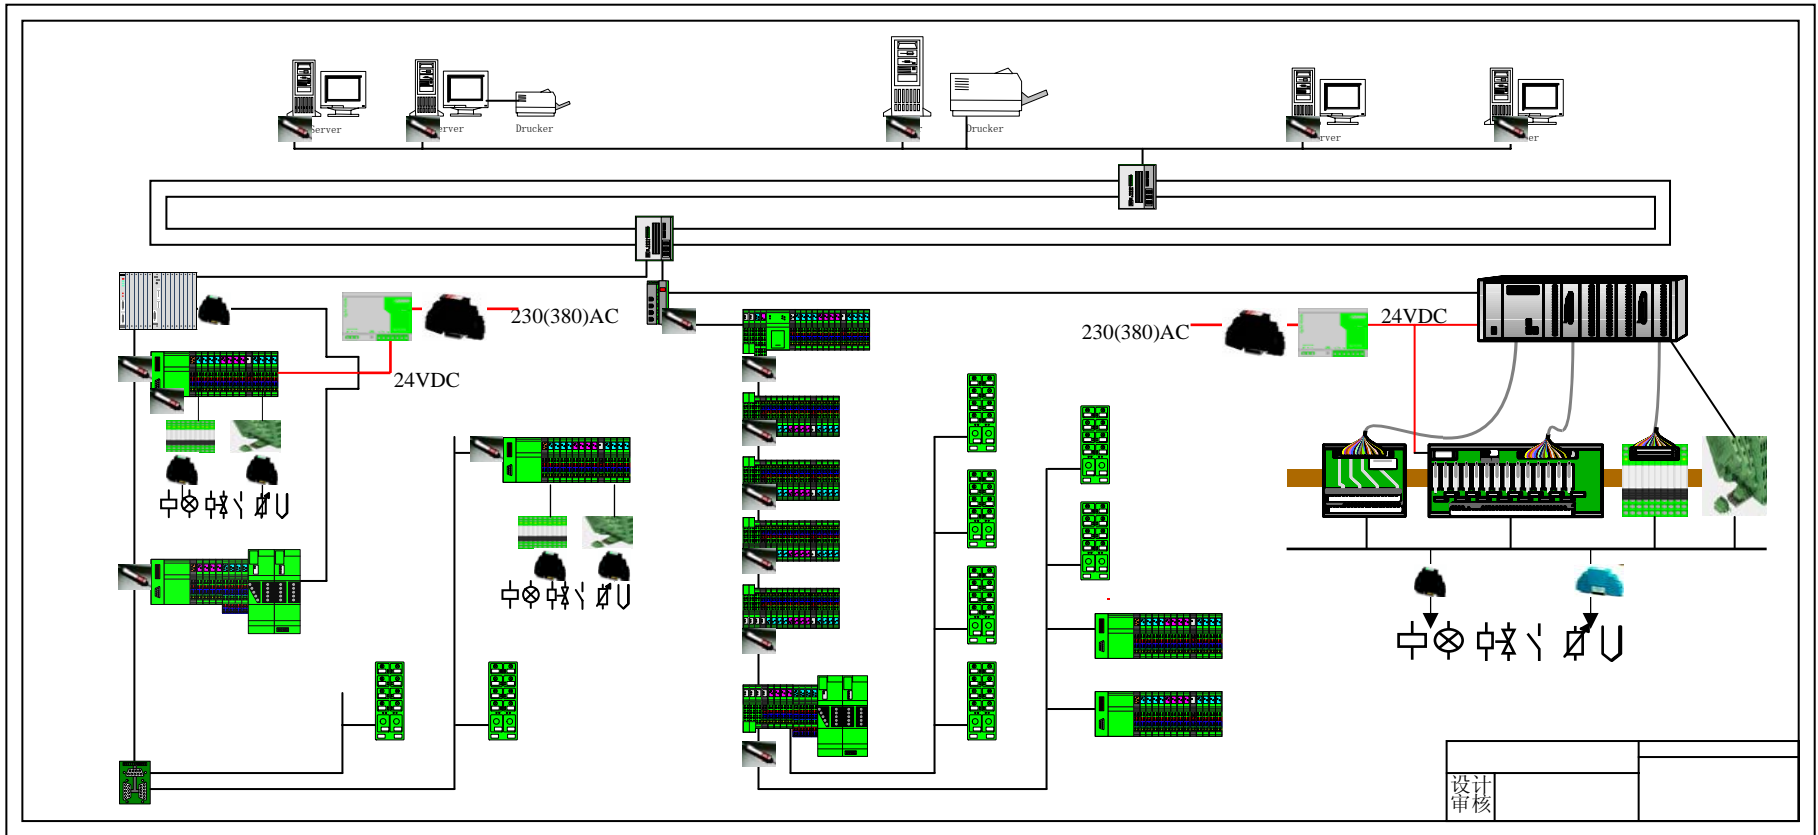 Server
erver
Drucker
Drucker
rver
er
230(380)AC
24VDC
230(380)AC
24VDC
设计
审核